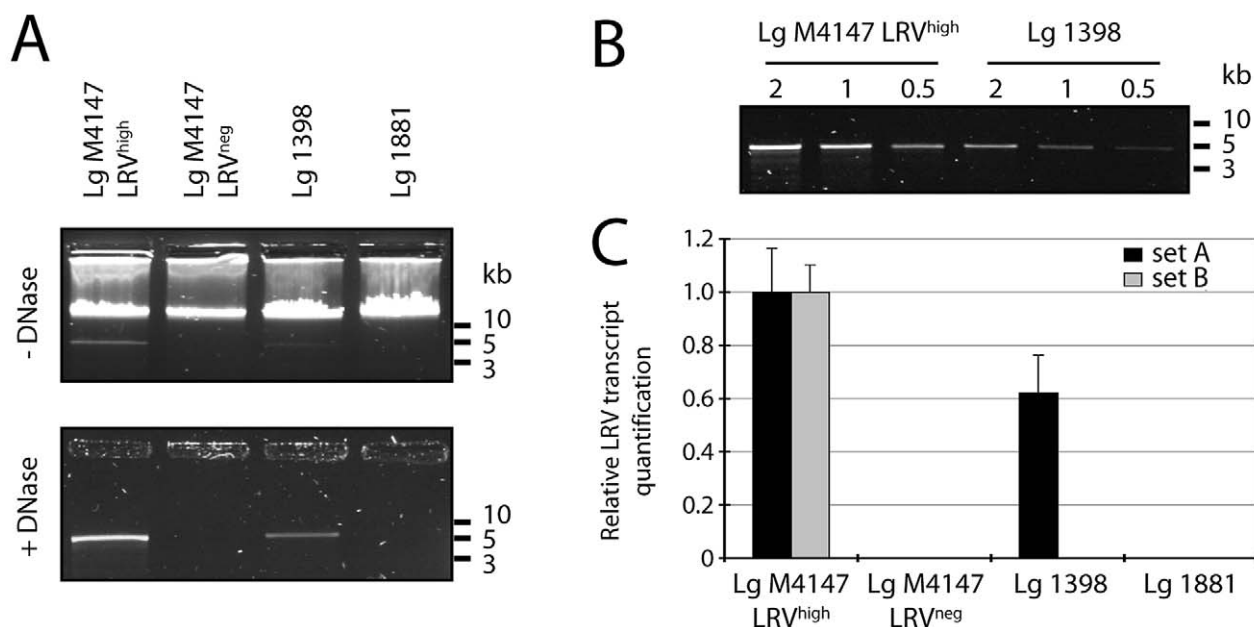 A
Lg M4147
LRVhigh
Lg M4147
LRVneg
Lg 1398
Lg 1881
- DNase
kb
10
5
3
+ DNase
10
5
3
B
Lg M4147 LRVhigh
Lg 1398
2 1 0.5 2 1 0.5
kb
10
5
3
C
Relative LRV transcript
quantification
1.2
1.0
0.8
0.6
0.4
0.2
0
set A
set B
Lg M4147
LRVhigh
Lg M4147
LRVneg
Lg 1398
Lg 1881